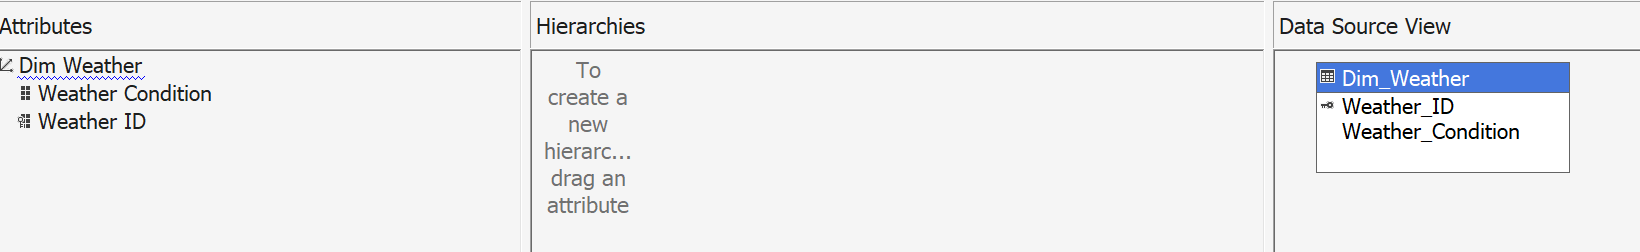 Attributes
Dim Weather
Weather Condition
Weather ID
Hierarchies
To
create a
new
hierarc...
drag an
attribute
Data Source View
Dim_Weather
Weather_ID
Weather_Condition